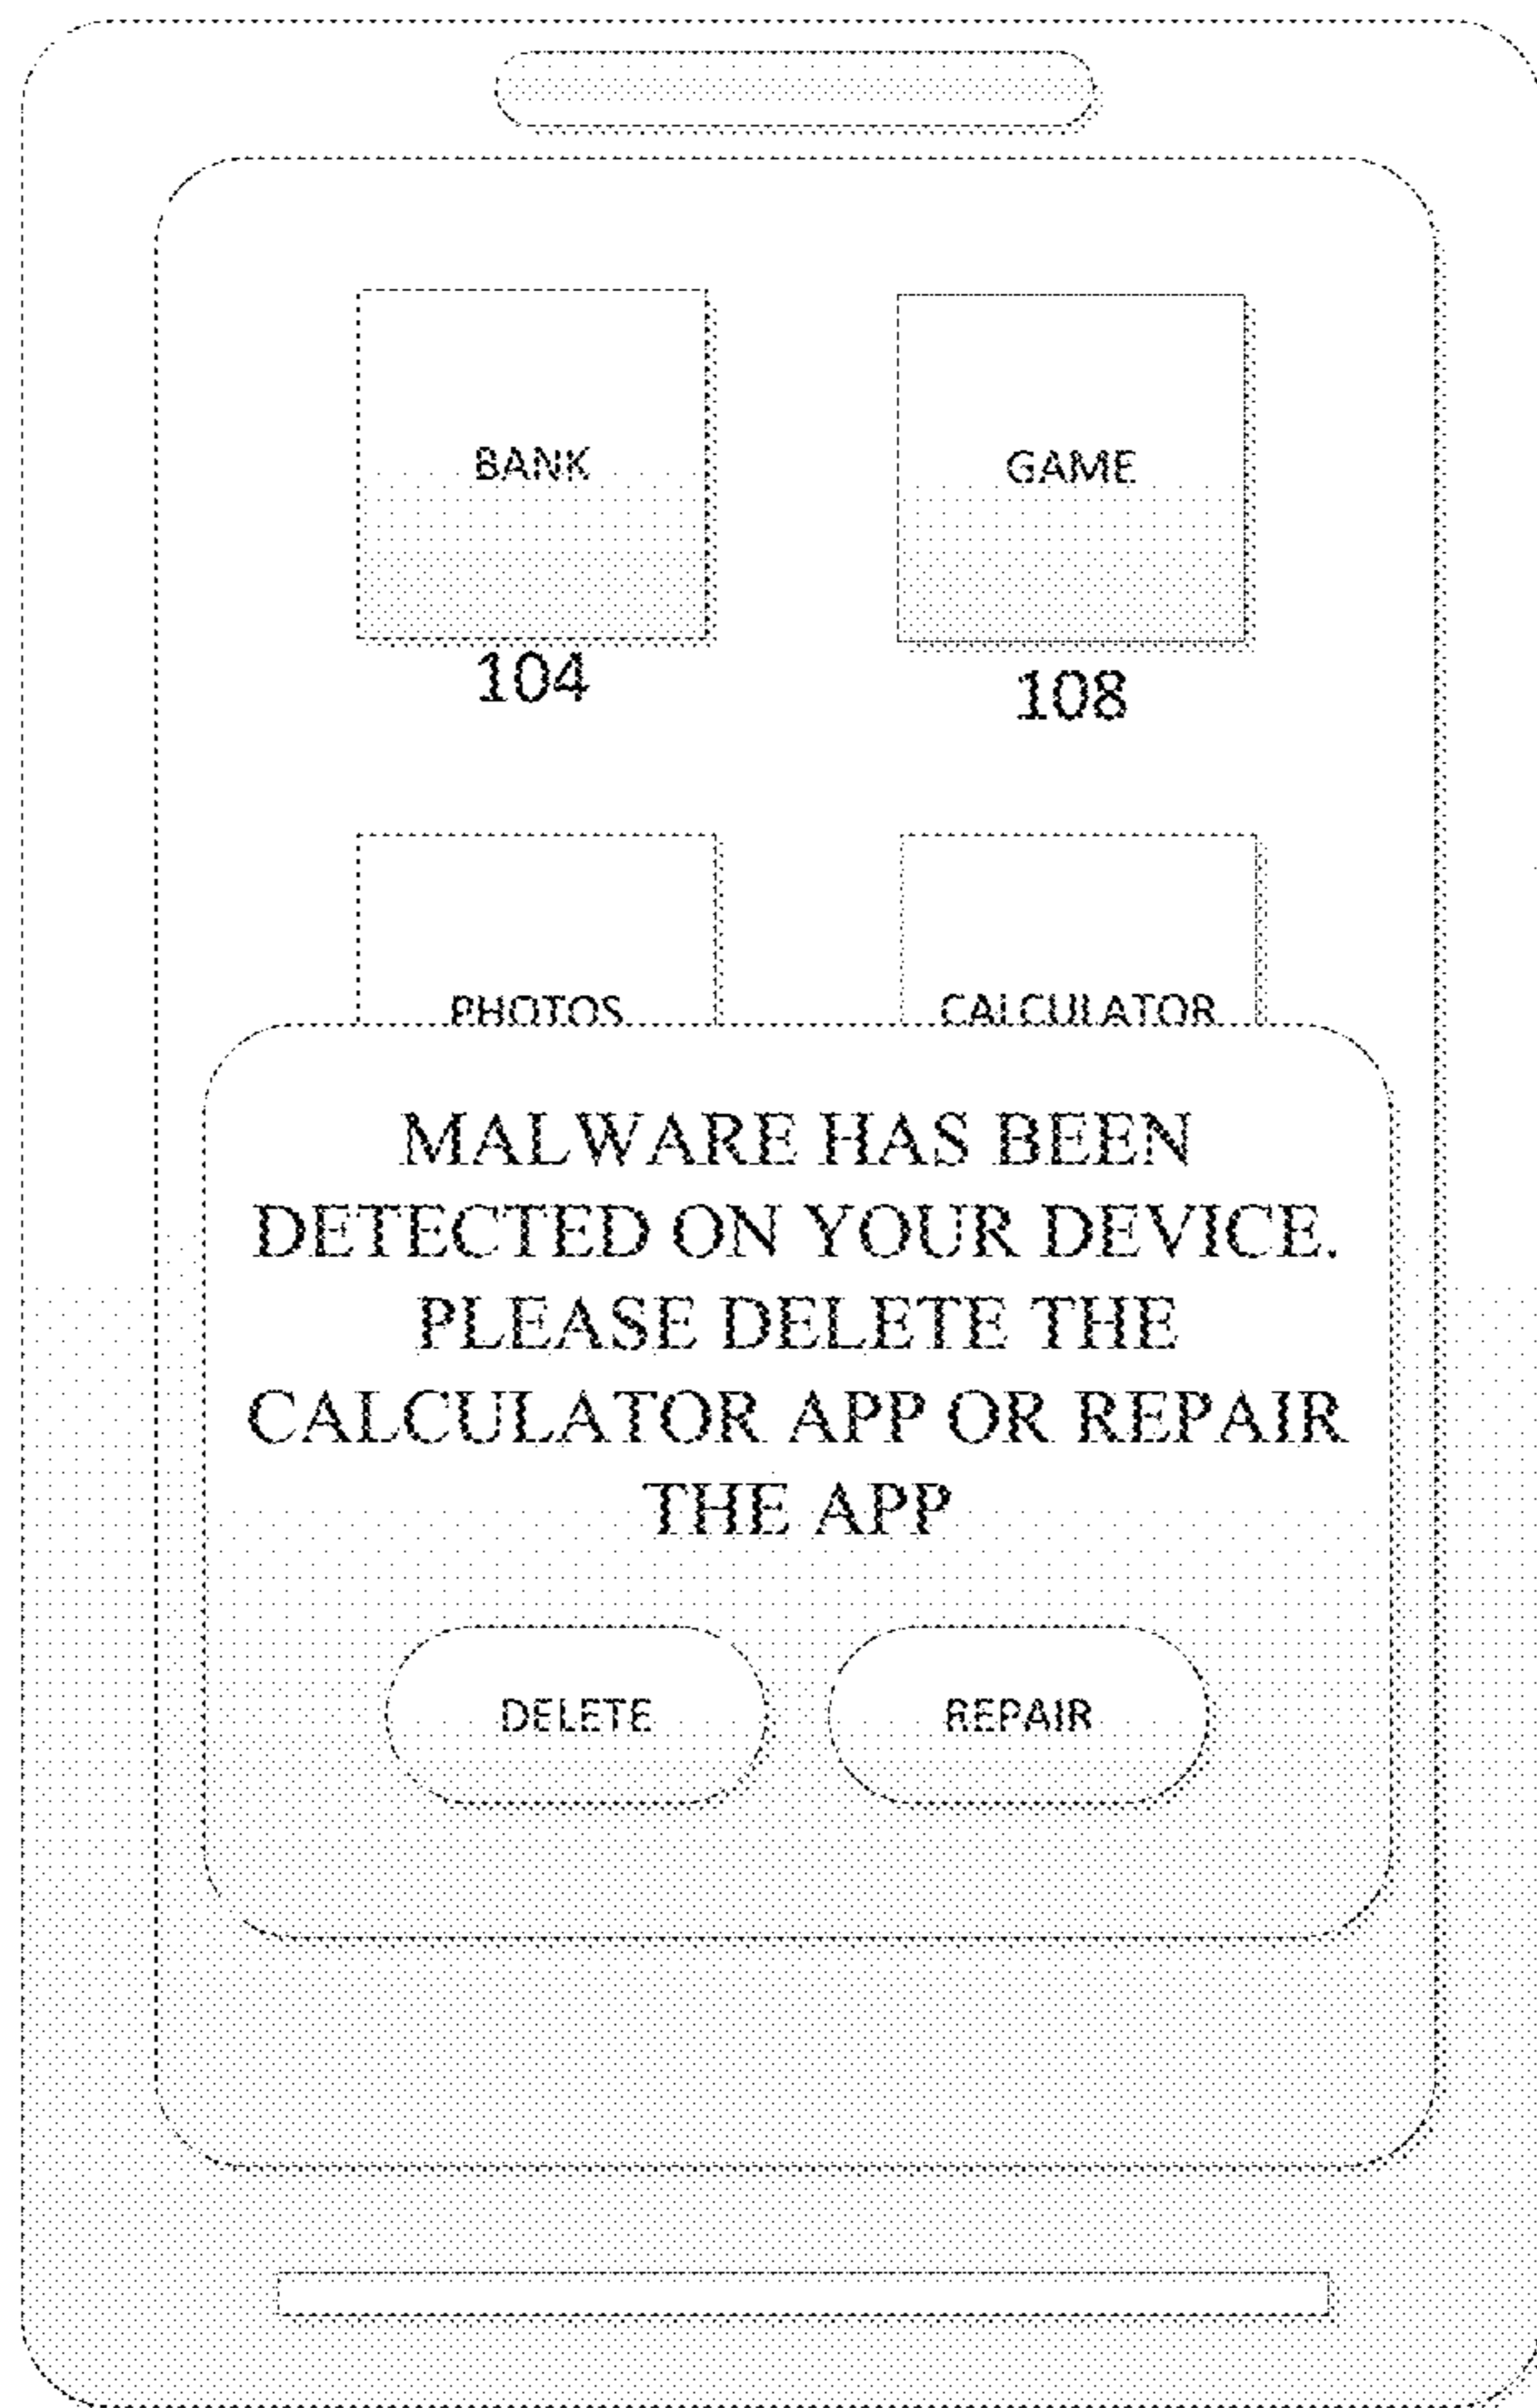 BANK
GAME
104
108
PHOTOS
CALCULATOR
MALWARE HAS BEEN
DETECTED ON YOUR DEVICE.
PLEASE DELETE THE
CALCULATOR APP OR REPAIR
THE APP
DELETE
REPAIR